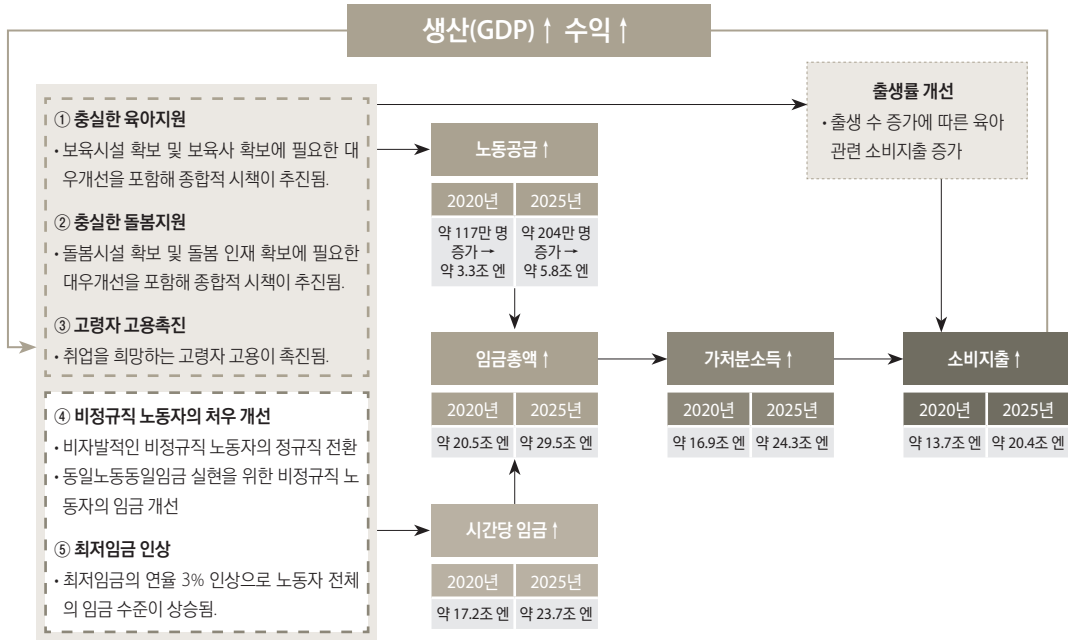 생산(GDP)↑ 수익↑
① 충실한 육아지원
• 보육시설 확보 및 보육사 확보에 필요한 대
우개선을 포함해 종합적 시책이 추진됨.
② 충실한 돌봄지원
• 돌봄시설 확보 및 돌봄 인재 확보에 필요한
대우개선을 포함해 종합적 시책이 추진됨.
③ 고령자 고용촉진
• 취업을 희망하는 고령자 고용이 촉진됨.
④ 비정규직 노동자의 처우 개선
• 비자발적인 비정규직 노동자의 정규직 전환
• 동일노동동일임금 실현을 위한 비정규직 노
동자의 임금 개선
⑤ 최저임금 인상
• 최저임금의 연율 3% 인상으로 노동자 전체
의 임금 수준이 상승됨.
노동공급↑
2020년 2025년
약 117만 명 약 204만 명
증가 → 증가 →
약 3.3조 엔 약 5.8조 엔
임금총액↑
2020년 2025년
약 20.5조 엔 약 29.5조 엔
시간당 임금↑
2020년 2025년
약 17.2조 엔 약 23.7조 엔
가처분소득↑
2020년 2025년
약 16.9조 엔 약 24.3조 엔
출생률 개선
• 출생 수 증가에 따른 육아
관련 소비지출 증가
소비지출↑
2020년 2025년
약 13.7조 엔 약 20.4조 엔